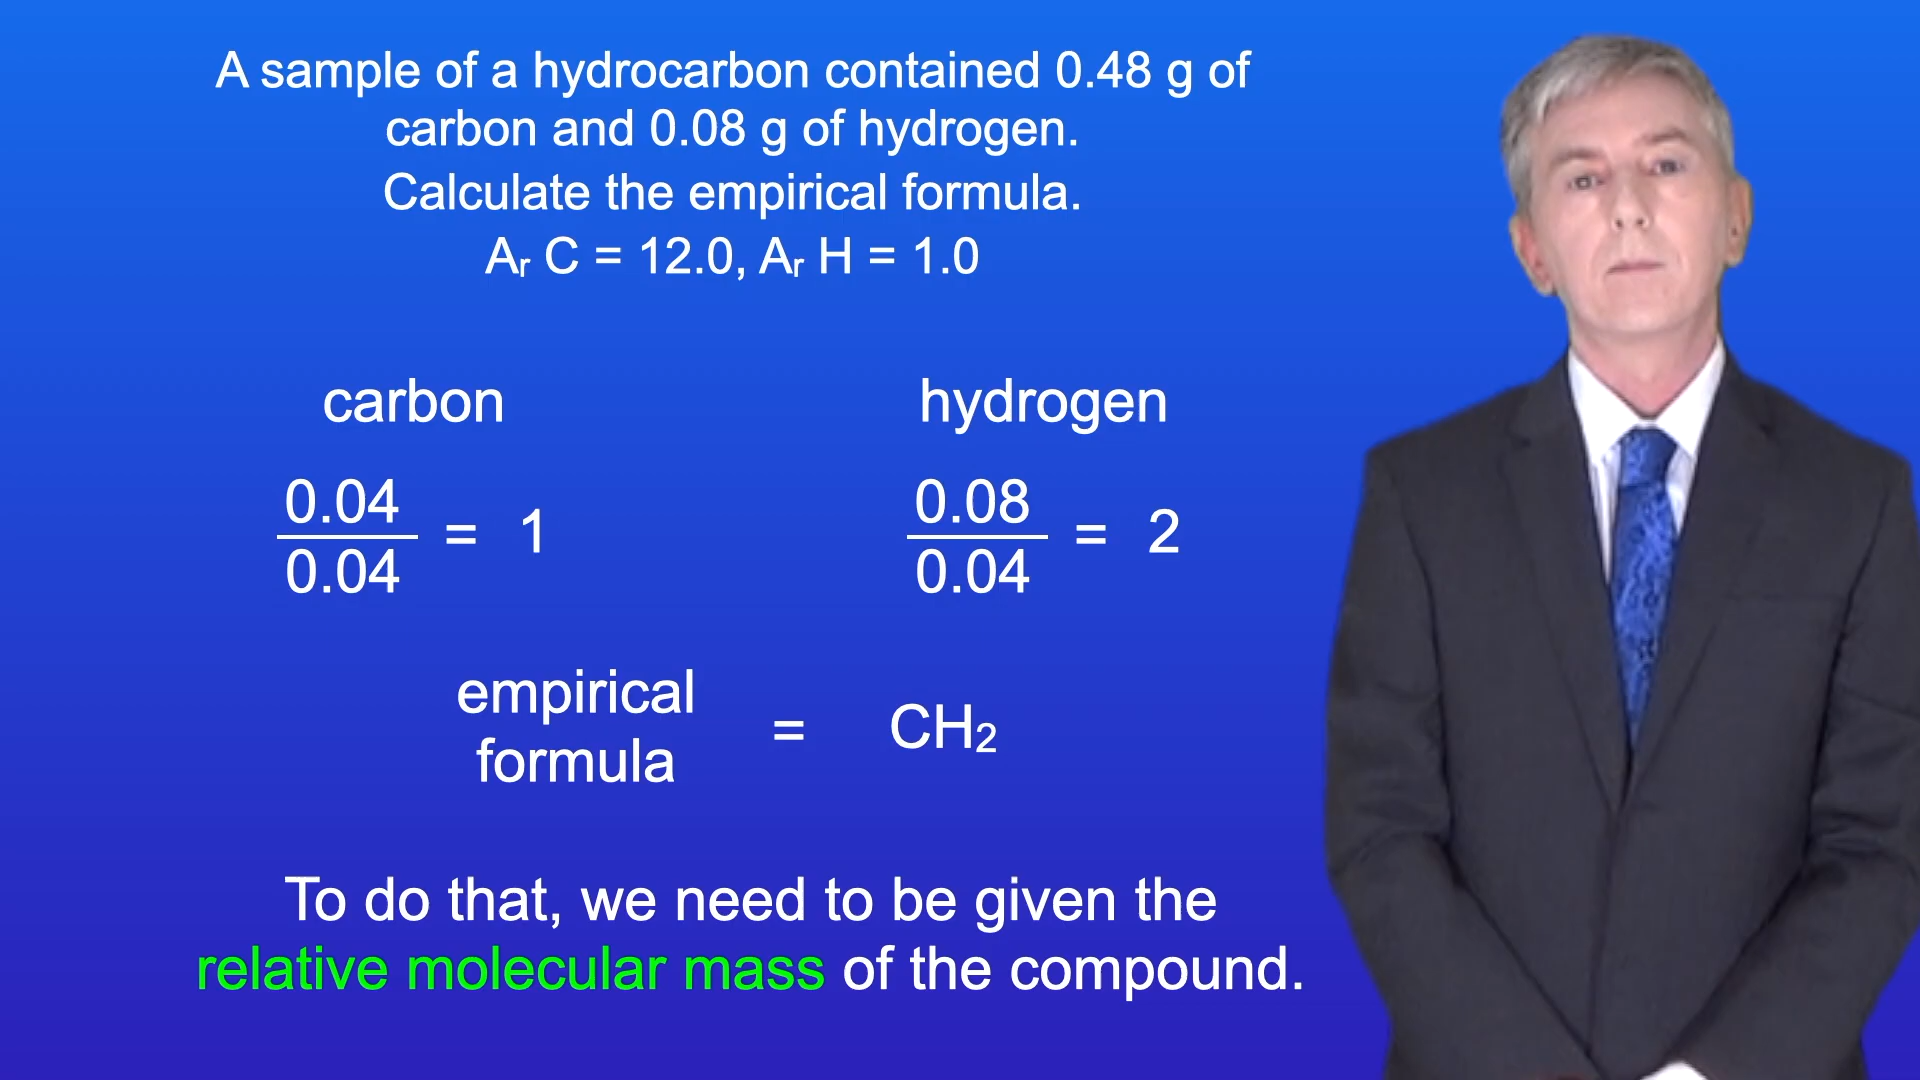 A sample of a hydrocarbon contained 0.48 g of
carbon and 0.08 g of hydrogen.
Calculate the empirical formula.
Aᵣ C = 12.0, Aᵣ H = 1.0
carbon
0.04
0.04
= 1
hydrogen
0.08
0.04
= 2
empirical
formula
= CH₂
To do that, we need to be given the
relative molecular mass of the compound.